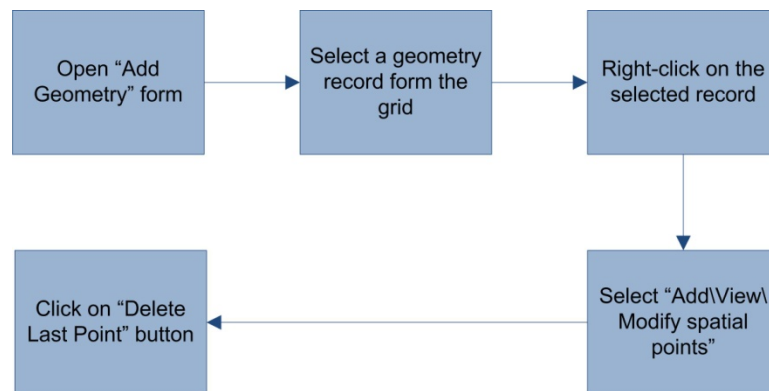 Open “Add
Geometry” form
Select a geometry
record form the
grid
Right-click on the
selected record
Select “Add\View\
Modify spatial
points”
Click on “Delete
Last Point” button